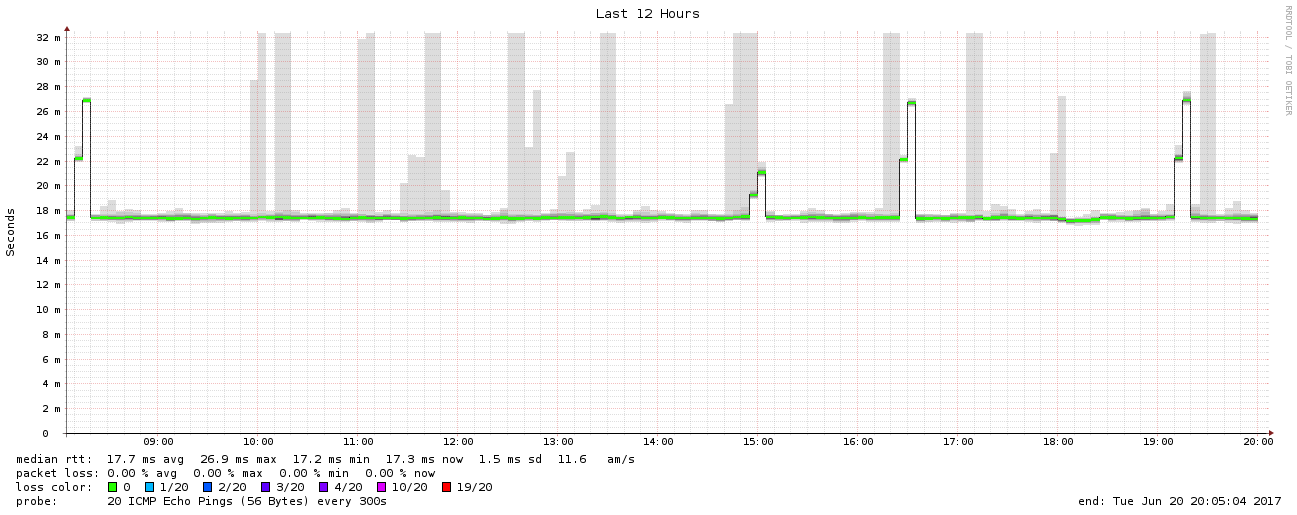 Last 12 Hours
RRDTOOL / TOBI OETIKER
Seconds
32 m
30 m
28 m
26 m
24 m
22 m
20 m
18 m
16 m
14 m
12 m
10 m
8 m
6 m
4 m
2 m
0
09:00 10:00 11:00 12:00 13:00 14:00 15:00 16:00 17:00 18:00 19:00 20:00
median rtt: 17.7 ms avg 26.9 ms max 17.2 ms min 17.3 ms now 1.5 ms sd 11.6 am/s
packet loss: 0.00 % avg 0.00 % max 0.00 % min 0.00 % now
loss color: 0 1/20 2/20 3/20 4/20 10/20 19/20
probe: 20 ICMP Echo Pings (56 Bytes) every 300s end: Tue Jun 20 20:05:04 2017